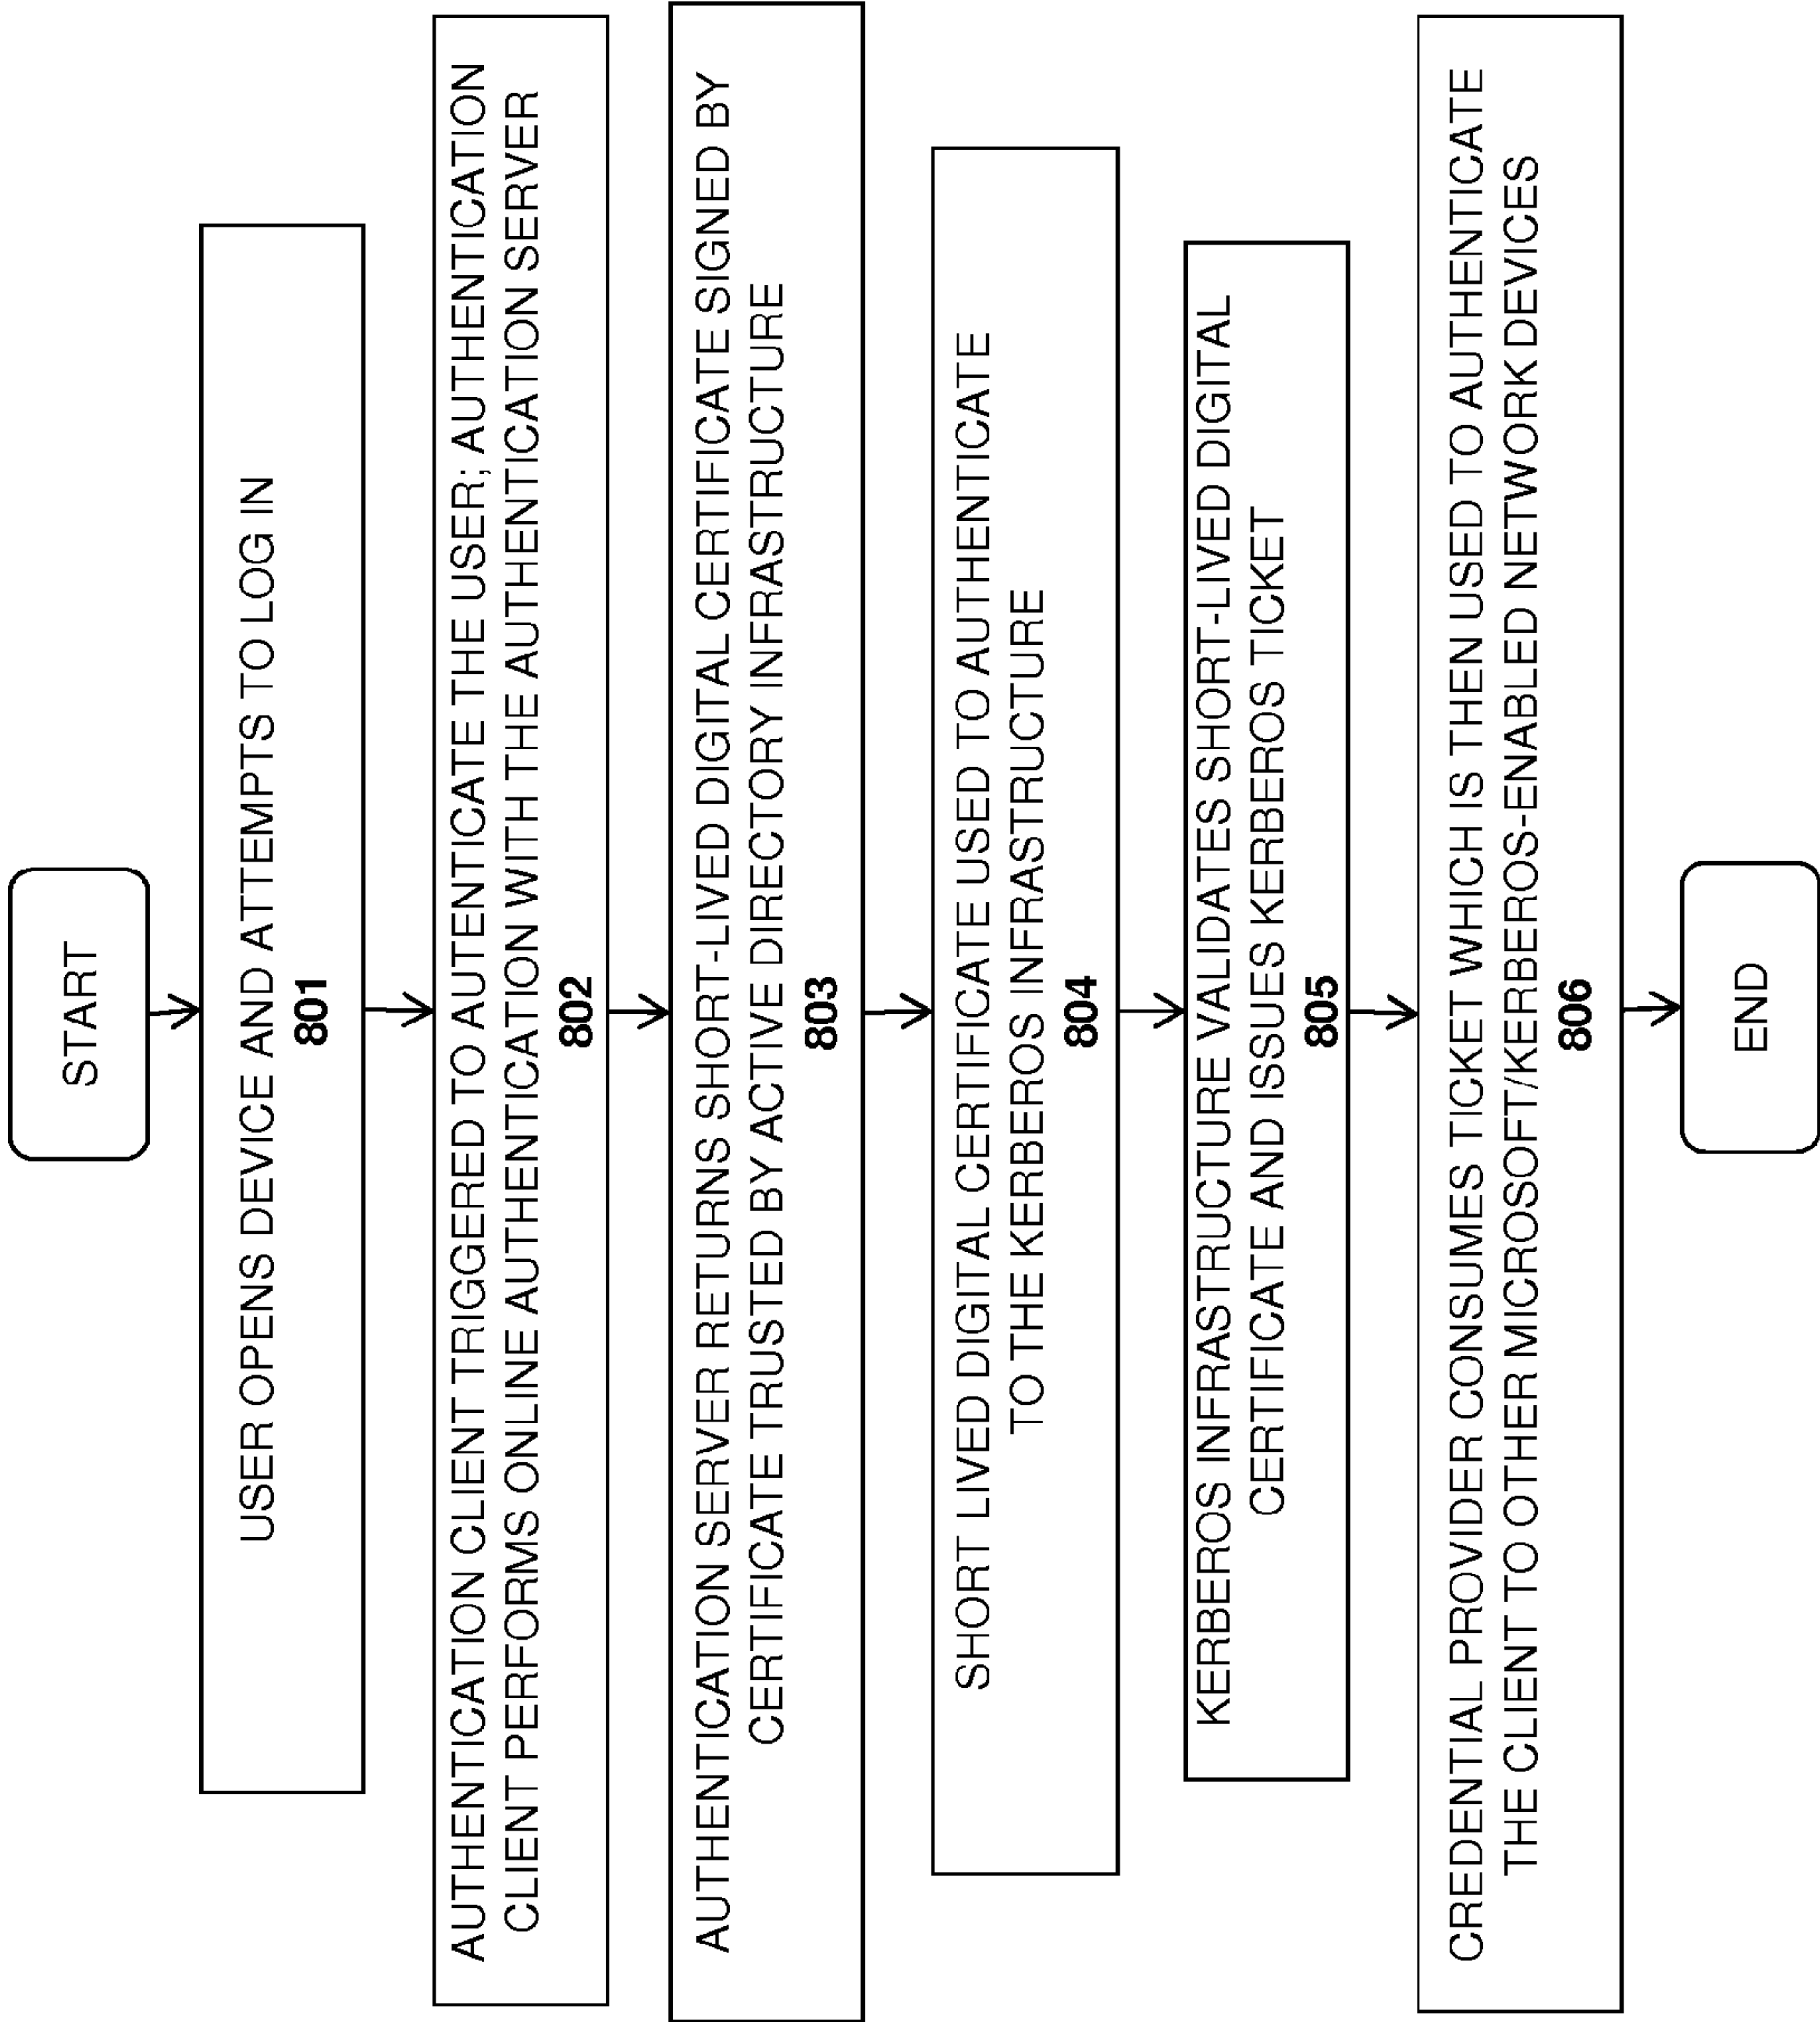 START
USER OPENS DEVICE AND ATTEMPTS TO LOG IN
801
AUTHENTICATION CLIENT TRIGGERED TO AUTENTICATE THE USER; AUTHENTICATION
CLIENT PERFORMS ONLINE AUTHENTICATION WITH THE AUTHENTICATION SERVER
802
AUTHENTICATION SERVER RETURNS SHORT-LIVED DIGITAL CERTIFICATE SIGNED BY
CERTIFICATE TRUSTED BY ACTIVE DIRECTORY INFRASTRUCTURE
803
SHORT LIVED DIGITAL CERTIFICATE USED TO AUTHENTICATE
TO THE KERBEROS INFRASTRUCTURE
804
KERBEROS INFRASTRUCTURE VALIDATES SHORT-LIVED DIGITAL
CERTIFICATE AND ISSUES KERBEROS TICKET
805
CREDENTIAL PROVIDER CONSUMES TICKET WHICH IS THEN USED TO AUTHENTICATE
THE CLIENT TO OTHER MICROSOFT/KERBEROS-ENABLED NETWORK DEVICES
806
END